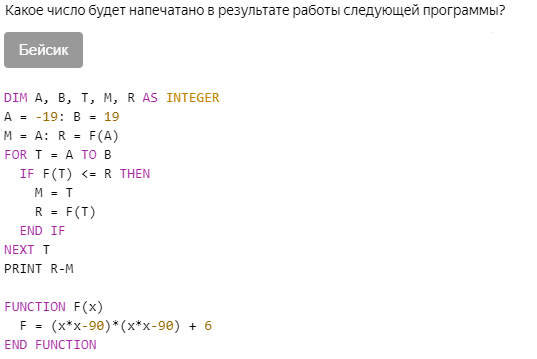 Какое число будет напечатано в результате работы следующей программы?
Бейсик
DIM A, B, T, M, R AS INTEGER
A = -19: B = 19
M = A: R = F(A)
FOR T = A TO B
  IF F(T) <= R THEN
    M = T
    R = F(T)
  END IF
NEXT T
PRINT R-M

FUNCTION F(x)
  F = (x*x-90)*(x*x-90) + 6
END FUNCTION